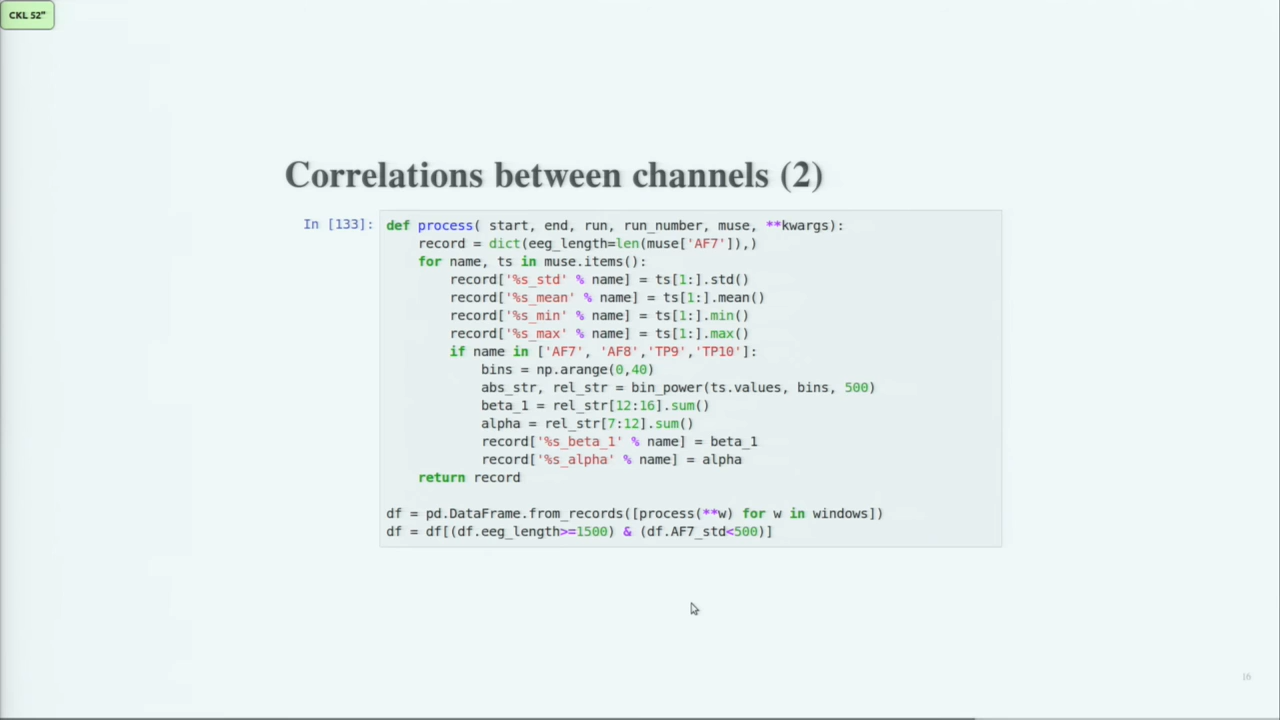 CKL 52"
Correlations between channels (2)
In [133]:
def process( start, end, run, run_number, muse, **kwargs):
    record = dict(eeg_length=len(muse['AF7']),)
    for name, ts in muse.items():
        record['%s_std' % name] = ts[1:].std()
        record['%s_mean' % name] = ts[1:].mean()
        record['%s_min' % name] = ts[1:].min()
        record['%s_max' % name] = ts[1:].max()
        if name in ['AF7', 'AF8','TP9','TP10']:
            bins = np.arange(0,40)
            abs_str, rel_str = bin_power(ts.values, bins, 500)
            beta_1 = rel_str[12:16].sum()
            alpha = rel_str[7:12].sum()
            record['%s_beta_1' % name] = beta_1
            record['%s_alpha' % name] = alpha
    return record
df = pd.DataFrame.from_records([process(**w) for w in windows])
df = df[(df.eeg_length>=1500) & (df.AF7_std<500)]
16